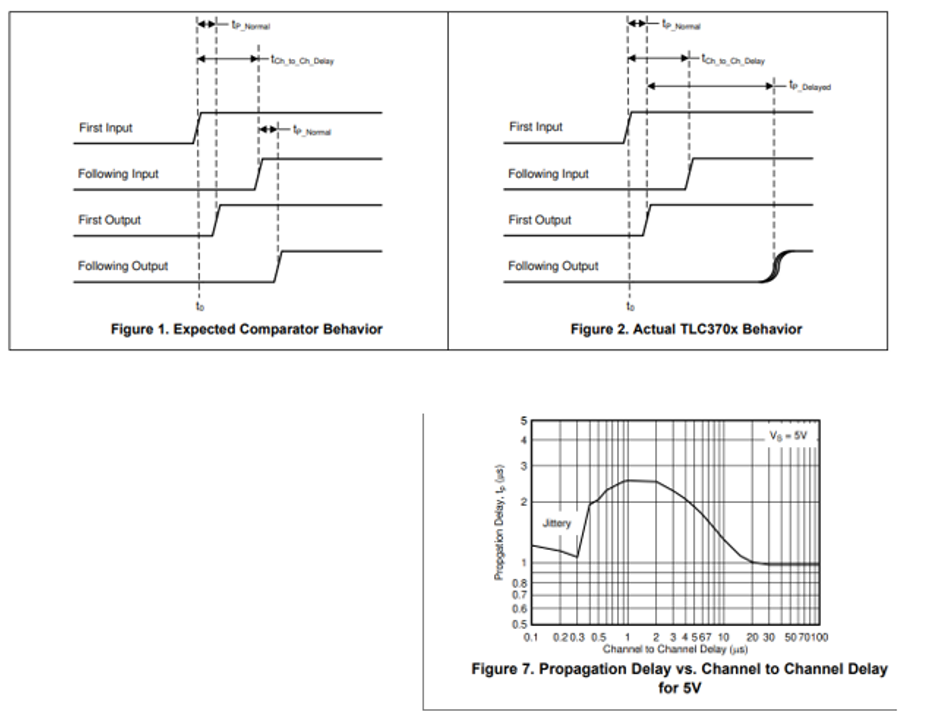 tP_Normal
tCh_to_Ch_Delay
First Input
tP_Normal
Following Input
First Output
Following Output
t0
Figure 1. Expected Comparator Behavior
tP_Normal
tCh_to_Ch_Delay
tP_Delayed
First Input
Following Input
First Output
Following Output
t0
Figure 2. Actual TLC370x Behavior
5
VS = 5V
4
3
2
Jittery
1
0.8
0.7
0.6
0.5
Propgation Delay, tp (µs)
0.1 0.2 0.3 0.5 1 2 3 4 5 6 7 10 20 30 50 70 100
Channel to Channel Delay (µs)
Figure 7. Propagation Delay vs. Channel to Channel Delay
for 5V